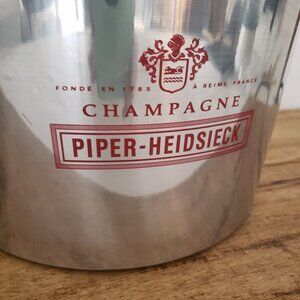 FONDÉ EN 1785 À REIMS, FRANCE
CHAMPAGNE
PIPER-HEIDSIECK